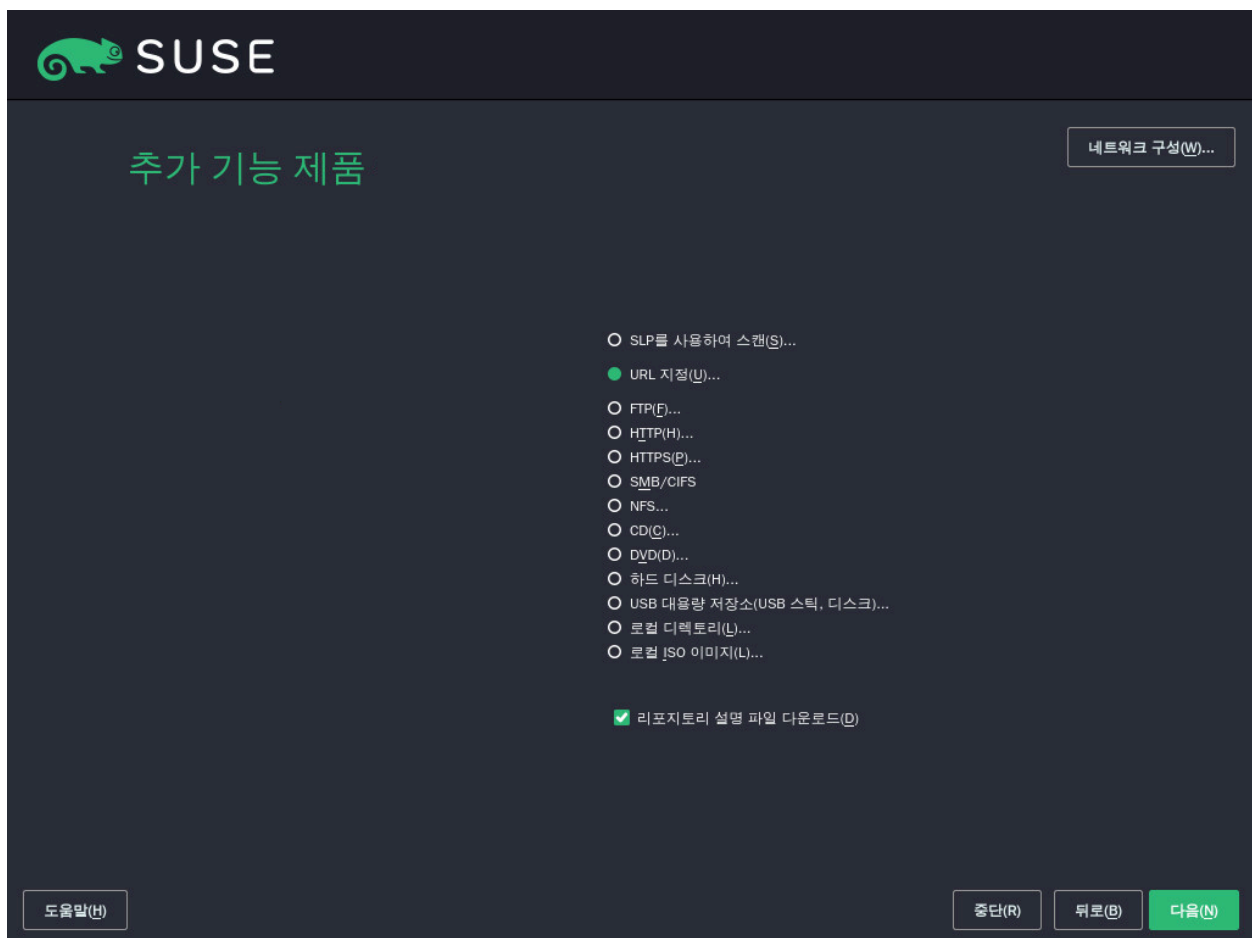 SUSE
추가 기능 제품
네트워크 구성(W)...
SLP를 사용하여 스캔(S)...
URL 지정(U)...
FTP(F)...
HTTP(H)...
HTTPS(P)...
SMB/CIFS
NFS...
CD(C)...
DVD(D)...
하드 디스크(H)...
USB 대용량 저장소(USB 스틱, 디스크)...
로컬 디렉토리(L)...
로컬 ISO 이미지(L)...
리포지토리 설명 파일 다운로드(D)
도움말(H)
중단(R)
뒤로(B)
다음(N)